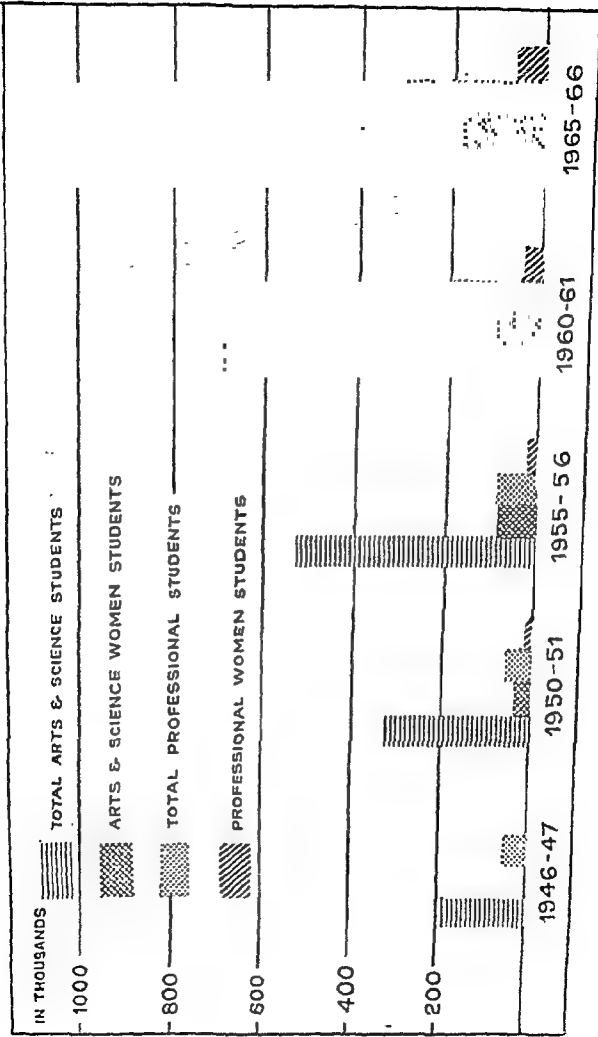 IN THOUSANDS
TOTAL ARTS & SCIENCE STUDENTS
ARTS & SCIENCE WOMEN STUDENTS
TOTAL PROFESSIONAL STUDENTS
PROFESSIONAL WOMEN STUDENTS
1000
800
600
400
200
1946-47
1950-51
1955-56
1960-61
1965-66